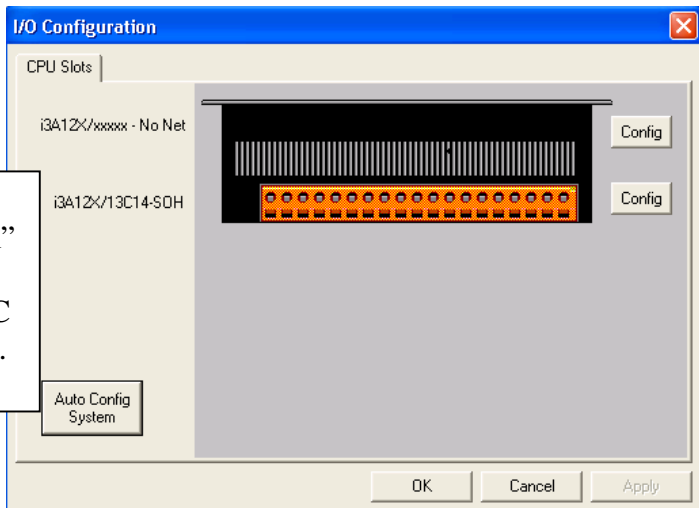 I/O Configuration
CPU Slots
i3A12X/xxxxx - No Net
Config
i3A12X/13C14-SOH
Config
”
C
.
Auto Config
System
OK
Cancel
Apply